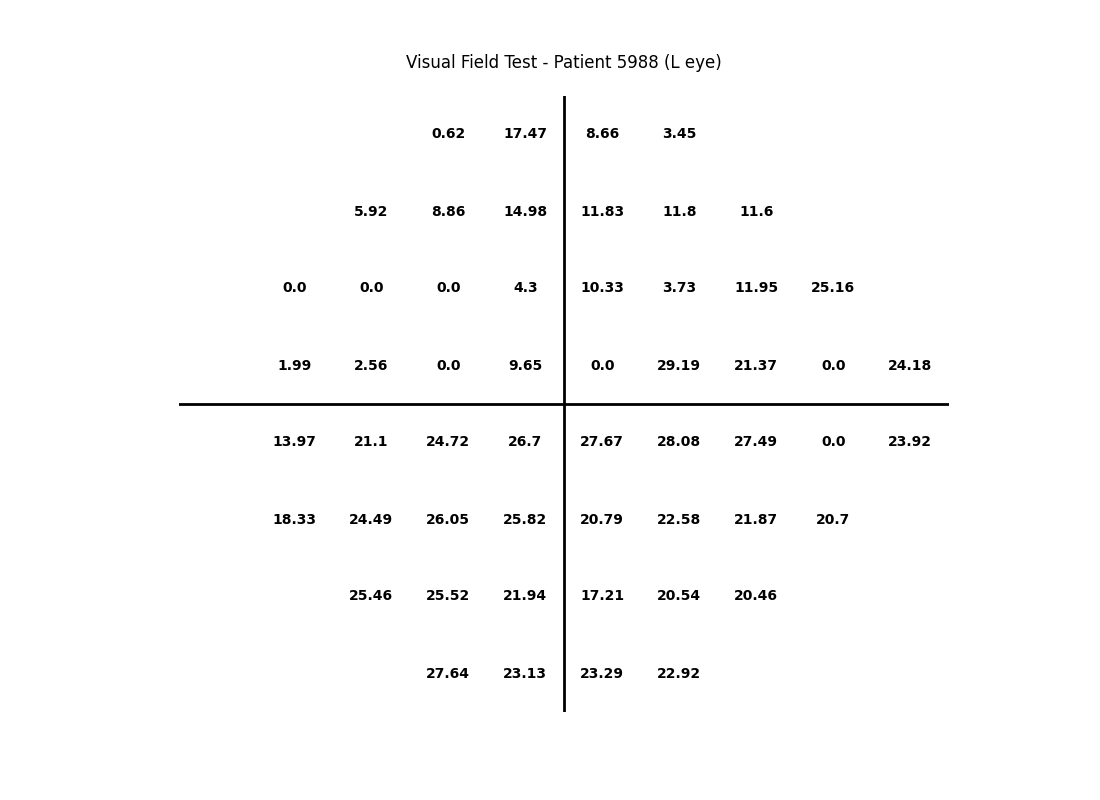 Visual Field Test - Patient 5988 (L eye)
0.62 17.47 8.66 3.45
5.92 8.86 14.98 11.83 11.8 11.6
0.0 0.0 0.0 4.3 10.33 3.73 11.95 25.16
1.99 2.56 0.0 9.65 0.0 29.19 21.37 0.0 24.18
13.97 21.1 24.72 26.7 27.67 28.08 27.49 0.0 23.92
18.33 24.49 26.05 25.82 20.79 22.58 21.87 20.7
25.46 25.52 21.94 17.21 20.54 20.46
27.64 23.13 23.29 22.92